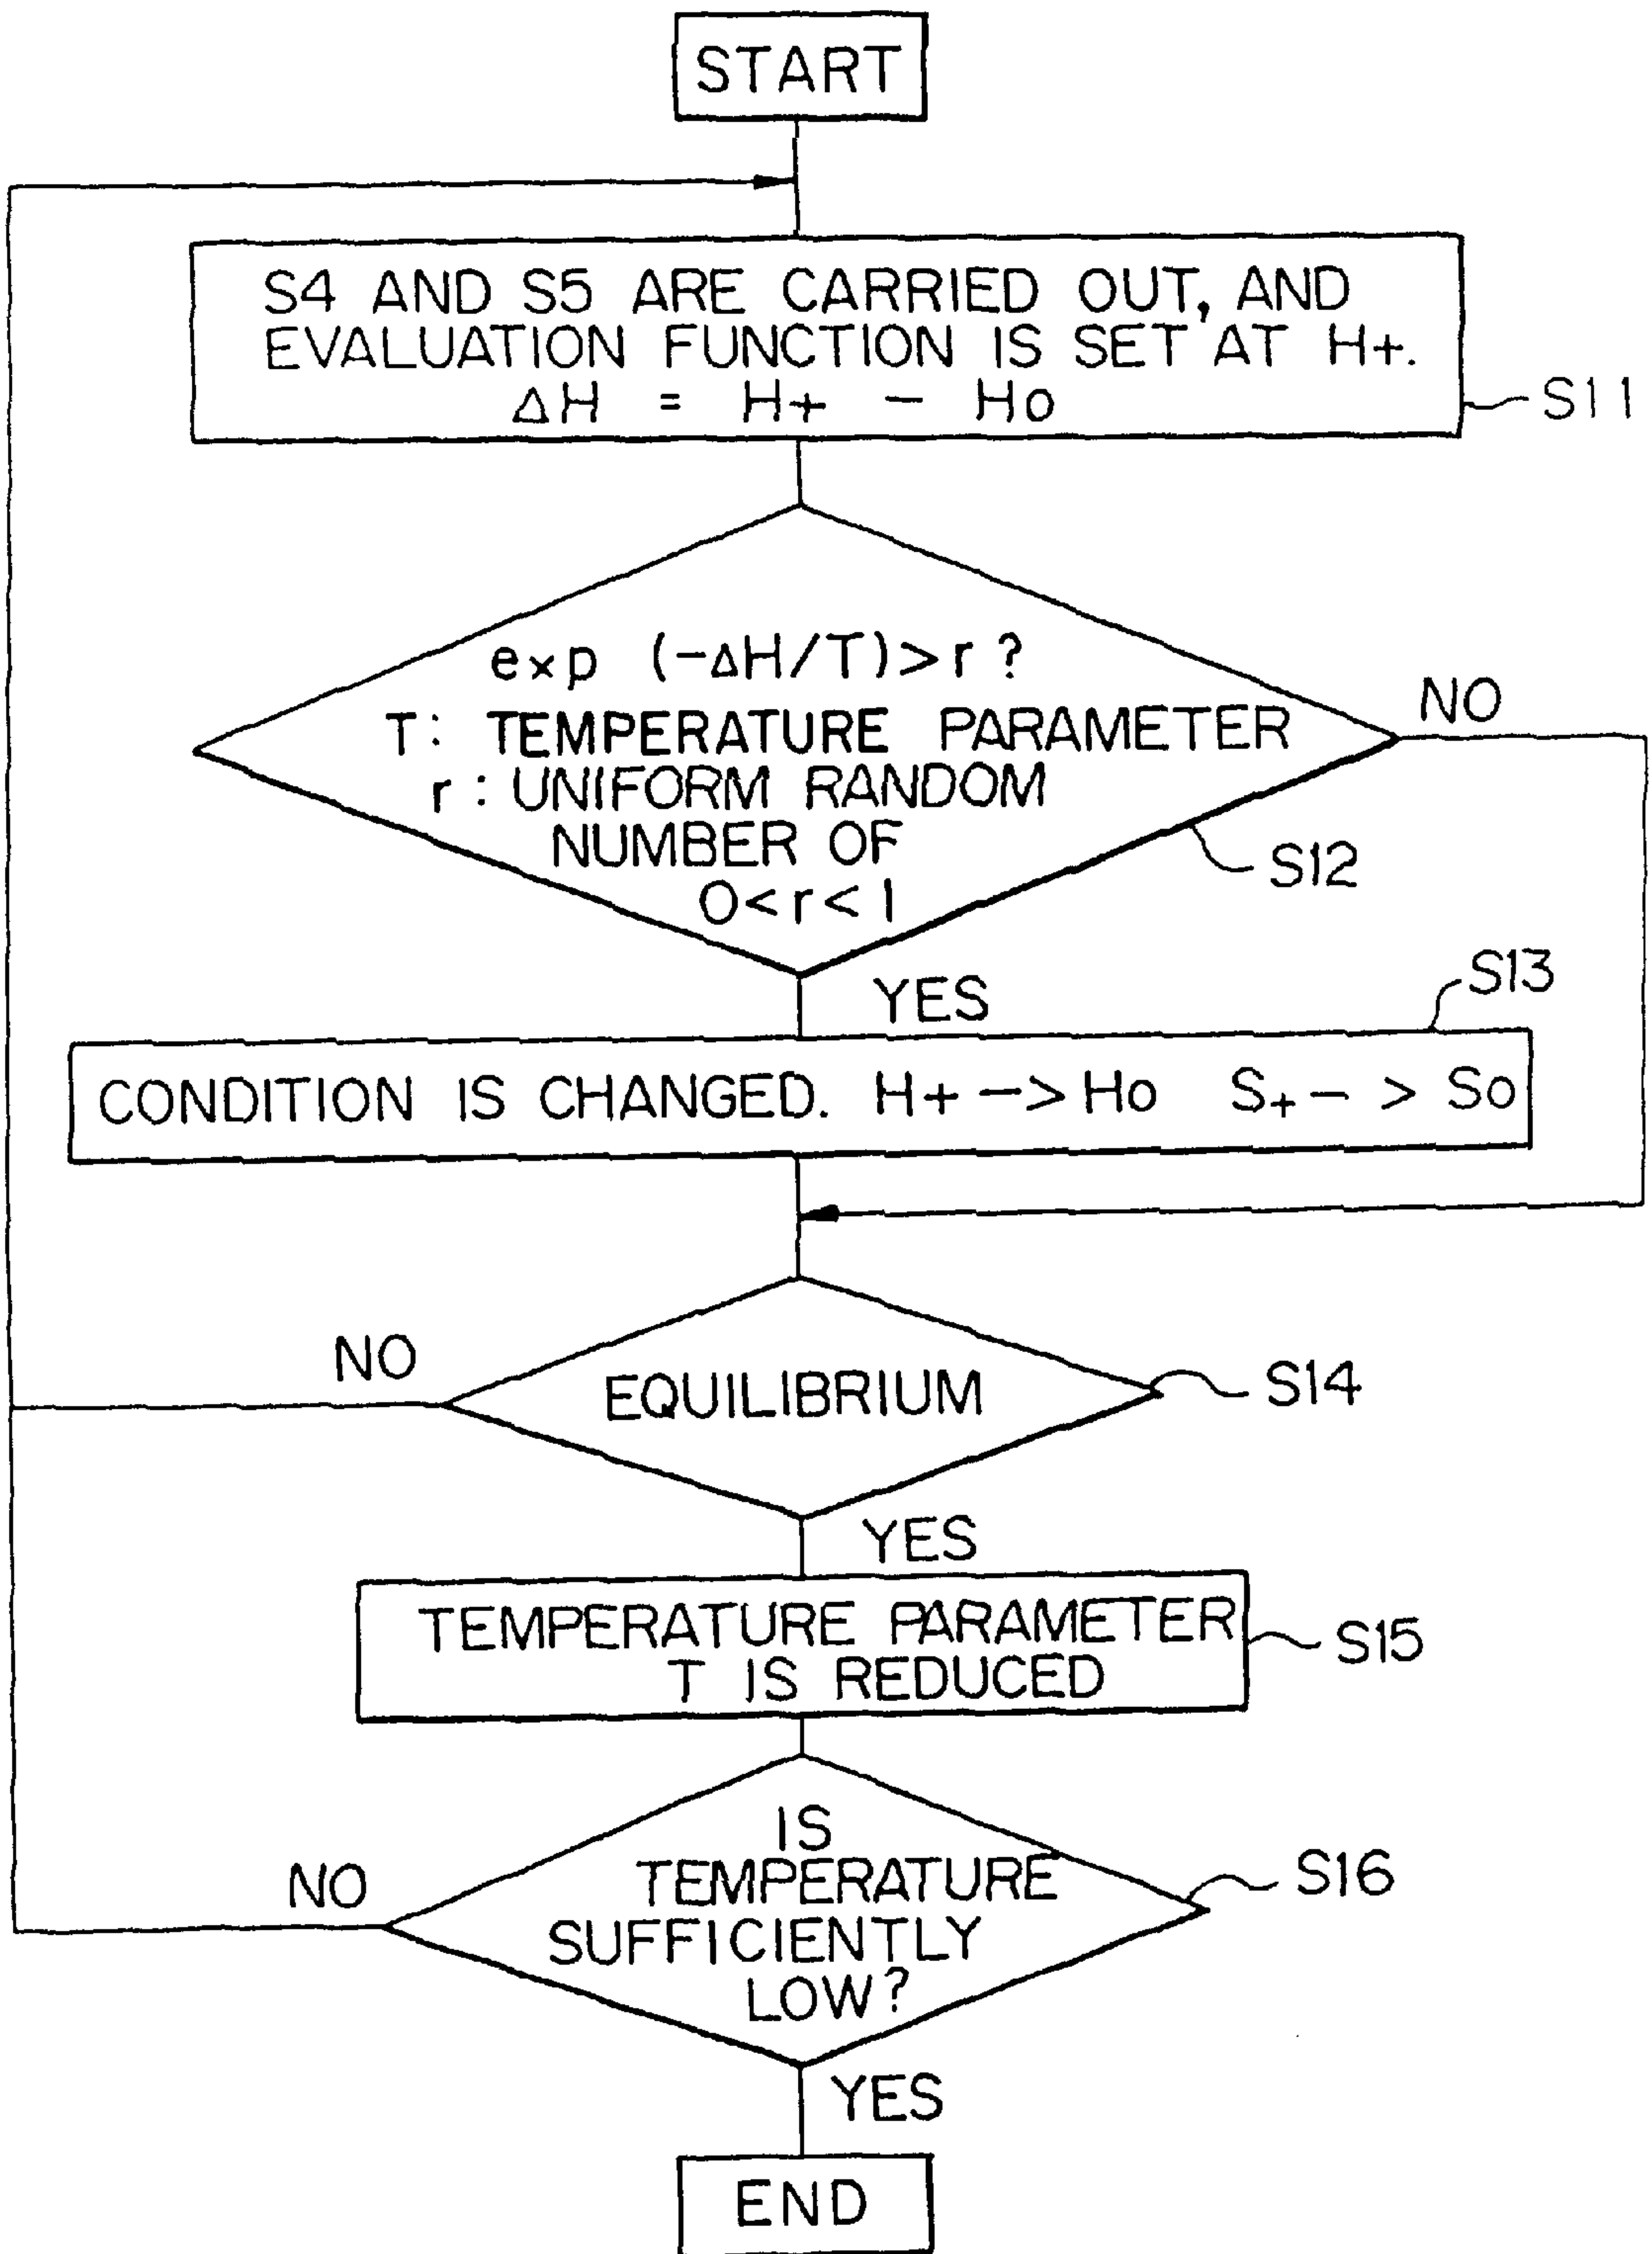 START
S4 AND S5 ARE CARRIED OUT, AND
EVALUATION FUNCTION IS SET AT H+.
ΔH = H+ - Ho
S11
exp (-ΔH/T)>r ?
T: TEMPERATURE PARAMETER
r : UNIFORM RANDOM
NUMBER OF
0<r<1
NO
S12
YES
S13
CONDITION IS CHANGED. H+ -> Ho S+ - > So
NO
EQUILIBRIUM
S14
YES
TEMPERATURE PARAMETER
T IS REDUCED
S15
IS
TEMPERATURE
SUFFICIENTLY
LOW?
NO
S16
YES
END